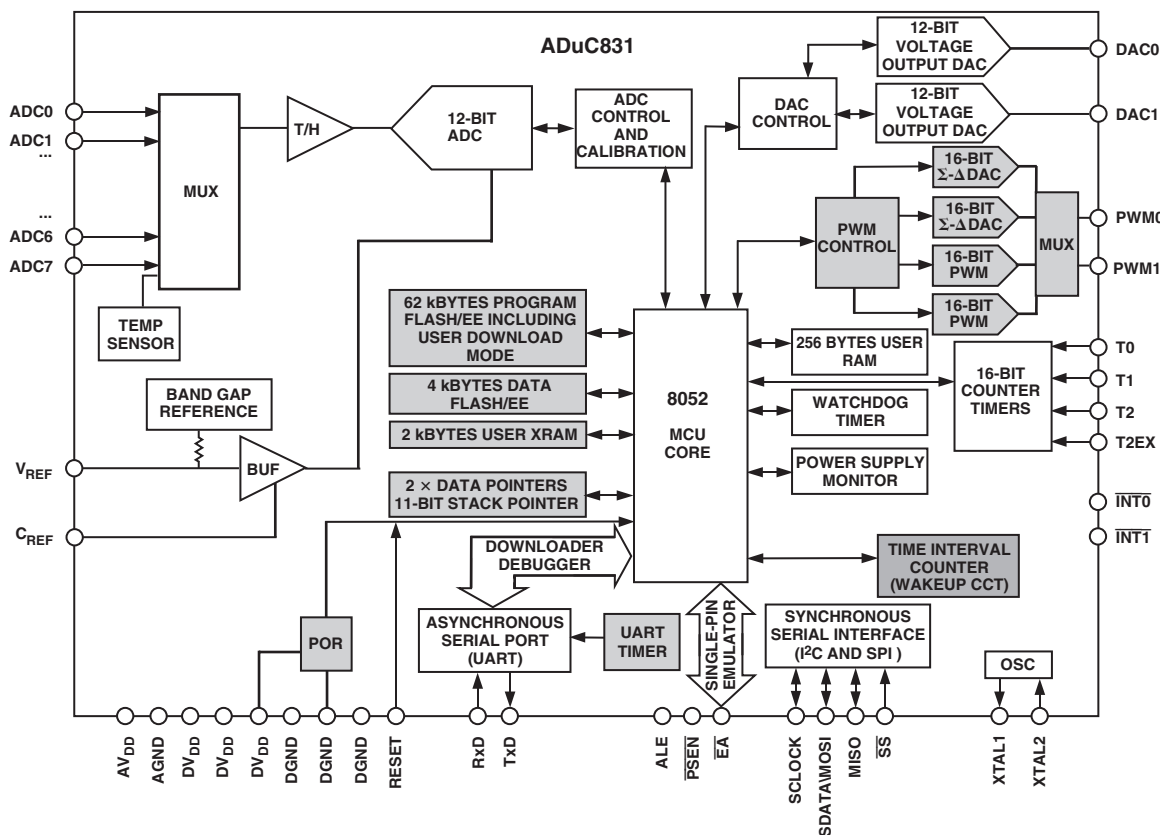 ADuC831
12-BIT
VOLTAGE
OUTPUT DAC
DAC0
ADC0
ADC1
...
...
ADC6
ADC7
MUX
T/H
12-BIT
ADC
ADC
CONTROL
AND
CALIBRATION
DAC
CONTROL
12-BIT
VOLTAGE
OUTPUT DAC
DAC1
16-BIT
Σ-Δ DAC
16-BIT
Σ-Δ DAC
PWM
CONTROL
16-BIT
PWM
16-BIT
PWM
MUX
PWM0
PWM1
TEMP
SENSOR
62 kBYTES PROGRAM
FLASH/EE INCLUDING
USER DOWNLOAD
MODE
4 kBYTES DATA
FLASH/EE
2 kBYTES USER XRAM
2 × DATA POINTERS
11-BIT STACK POINTER
8052
MCU
CORE
256 BYTES USER
RAM
WATCHDOG
TIMER
POWER SUPPLY
MONITOR
16-BIT
COUNTER
TIMERS
T0
T1
T2
T2EX
INT0
INT1
BAND GAP
REFERENCE
VREF
BUF
CREF
DOWNLOADER
DEBUGGER
TIME INTERVAL
COUNTER
(WAKEUP CCT)
POR
ASYNCHRONOUS
SERIAL PORT
(UART)
UART
TIMER
SINGLE-PIN
EMULATOR
SYNCHRONOUS
SERIAL INTERFACE
(I2C AND SPI )
OSC
AVDD
AGND
DVDD
DVDD
DVDD
DGND
DGND
DGND
RESET
RxD
TxD
ALE
PSEN
EA
SCLOCK
SDATA\MOSI
MISO
SS
XTAL1
XTAL2